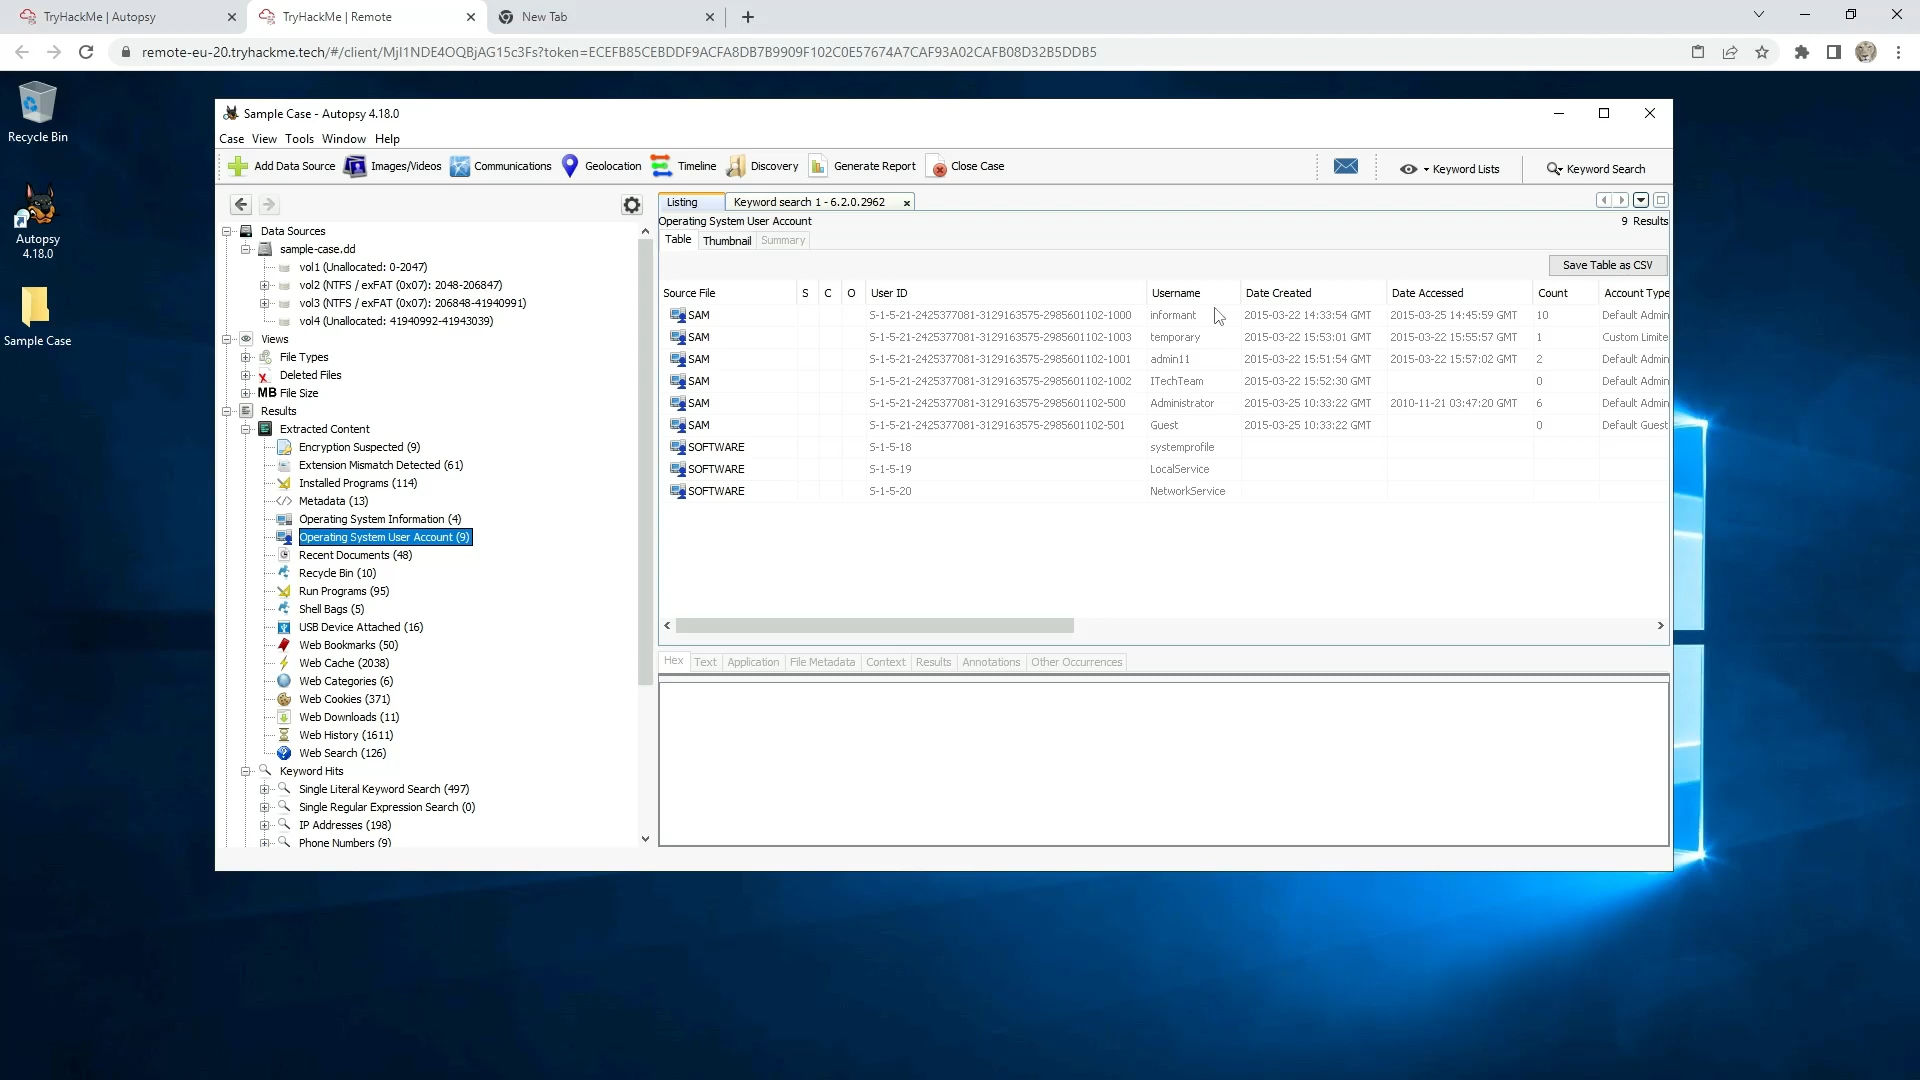 TryHackMe | Autopsy
TryHackMe | Remote
New Tab
remote-eu-20.tryhackme.tech/#/client/MjI1NDE4OQBjAG15c3Fs?token=ECEFB85CEBDDF9ACFA8DB7B9909F102C0E57674A7CAF93A02CAFB08D32B5DDB5
Recycle Bin
Autopsy
4.18.0
Sample Case
Sample Case - Autopsy 4.18.0
Case View Tools Window Help
Add Data Source Images/Videos Communications Geolocation Timeline Discovery Generate Report Close Case Keyword Lists Keyword Search
Data Sources
sample-case.dd
vol1 (Unallocated: 0-2047)
vol2 (NTFS / exFAT (0x07): 2048-206847)
vol3 (NTFS / exFAT (0x07): 206848-41940991)
vol4 (Unallocated: 41940992-41943039)
Views
File Types
Deleted Files
MB File Size
Results
Extracted Content
Encryption Suspected (9)
Extension Mismatch Detected (61)
Installed Programs (114)
Metadata (13)
Operating System Information (4)
Operating System User Account (9)
Recent Documents (48)
Recycle Bin (10)
Run Programs (95)
Shell Bags (5)
USB Device Attached (16)
Web Bookmarks (50)
Web Cache (2038)
Web Categories (6)
Web Cookies (371)
Web Downloads (11)
Web History (1611)
Web Search (126)
Keyword Hits
Single Literal Keyword Search (497)
Single Regular Expression Search (0)
IP Addresses (198)
Phone Numbers (9)
Listing Keyword search 1 - 6.2.0.2962
Operating System User Account 9 Results
Table Thumbnail Summary
Save Table as CSV
Source File S C O User ID Username Date Created Date Accessed Count Account Type
SAM S-1-5-21-2425377081-3129163575-2985601102-1000 informant 2015-03-22 14:33:54 GMT 2015-03-25 14:45:59 GMT 10 Default Admin
SAM S-1-5-21-2425377081-3129163575-2985601102-1003 temporary 2015-03-22 15:53:01 GMT 2015-03-22 15:55:57 GMT 1 Custom Limite
SAM S-1-5-21-2425377081-3129163575-2985601102-1001 admin11 2015-03-22 15:51:54 GMT 2015-03-22 15:57:02 GMT 2 Default Admin
SAM S-1-5-21-2425377081-3129163575-2985601102-1002 ITechTeam 2015-03-22 15:52:30 GMT 0 Default Admin
SAM S-1-5-21-2425377081-3129163575-2985601102-500 Administrator 2015-03-25 10:33:22 GMT 2010-11-21 03:47:20 GMT 6 Default Admin
SAM S-1-5-21-2425377081-3129163575-2985601102-501 Guest 2015-03-25 10:33:22 GMT 0 Default Guest
SOFTWARE S-1-5-18 systemprofile
SOFTWARE S-1-5-19 LocalService
SOFTWARE S-1-5-20 NetworkService
Hex Text Application File Metadata Context Results Annotations Other Occurrences